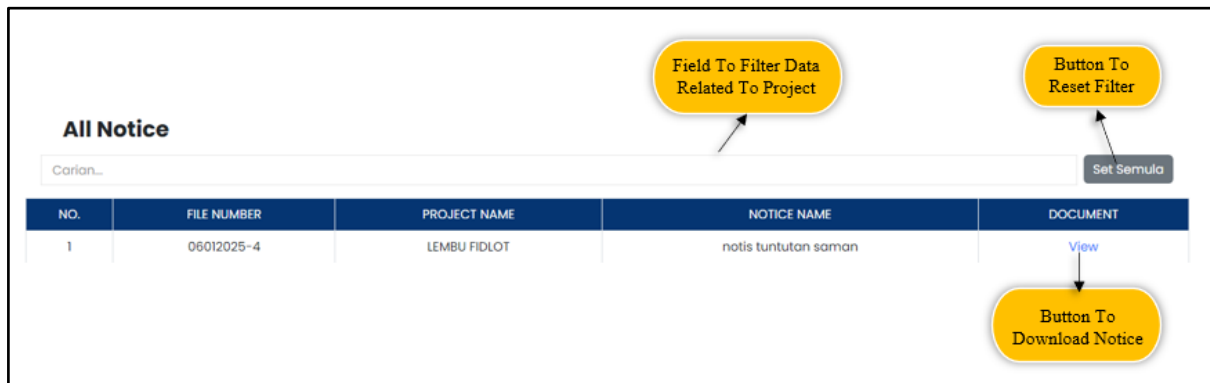 Field To Filter Data
Related To Project
Button To
Reset Filter
All Notice
Carian...
Set Semula
NO. FILE NUMBER PROJECT NAME NOTICE NAME DOCUMENT
1 06012025-4 LEMBU FIDLOT notis tuntutan saman View
Button To
Download Notice